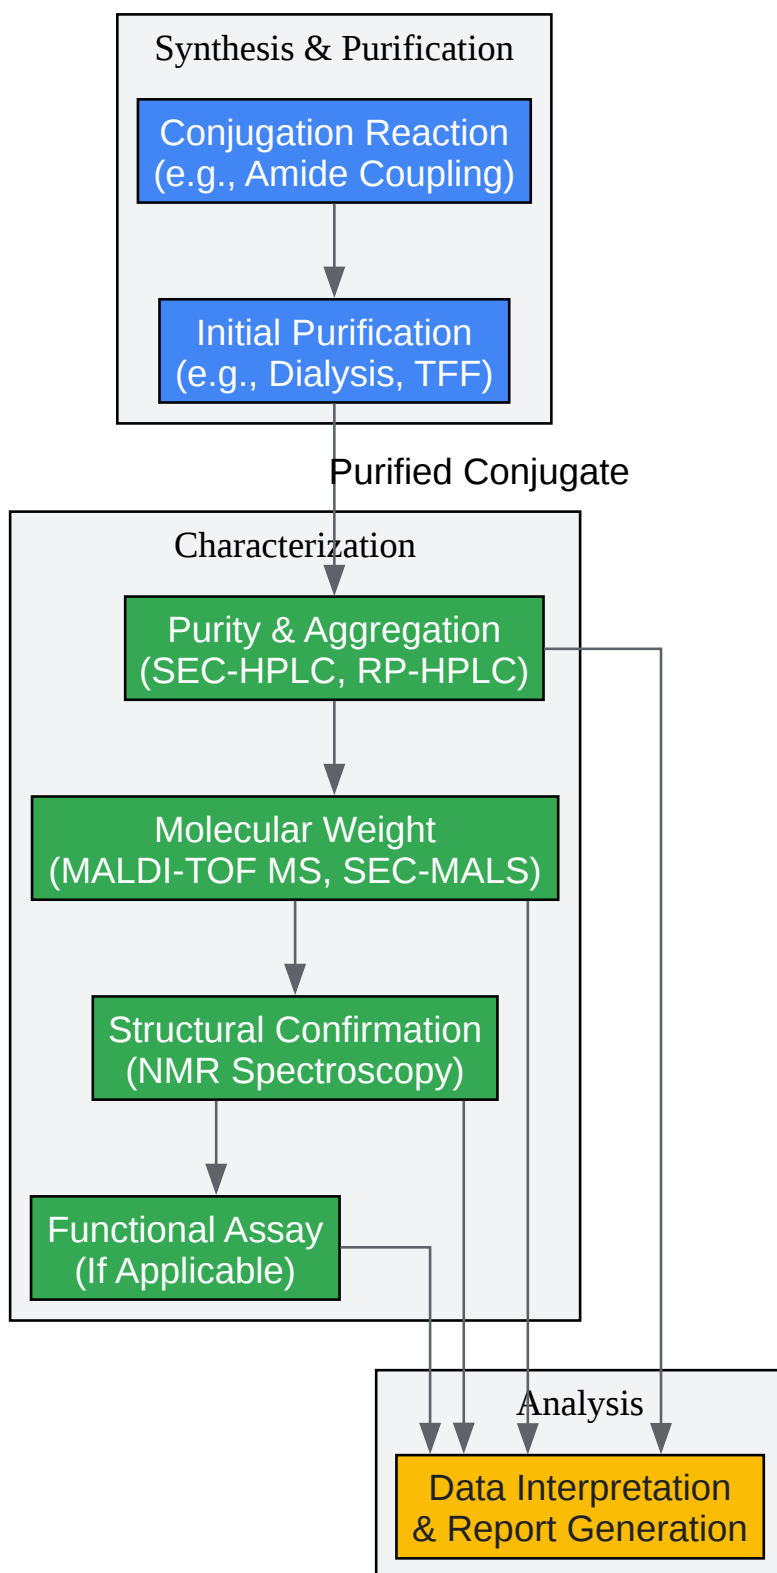 Synthesis & Purification
Conjugation Reaction
(e.g., Amide Coupling)
Initial Purification
(e.g., Dialysis, TFF)
Purified Conjugate
Characterization
Purity & Aggregation
(SEC-HPLC, RP-HPLC)
Molecular Weight
(MALDI-TOF MS, SEC-MALS)
Structural Confirmation
(NMR Spectroscopy)
Functional Assay
(If Applicable)
Analysis
Data Interpretation
& Report Generation